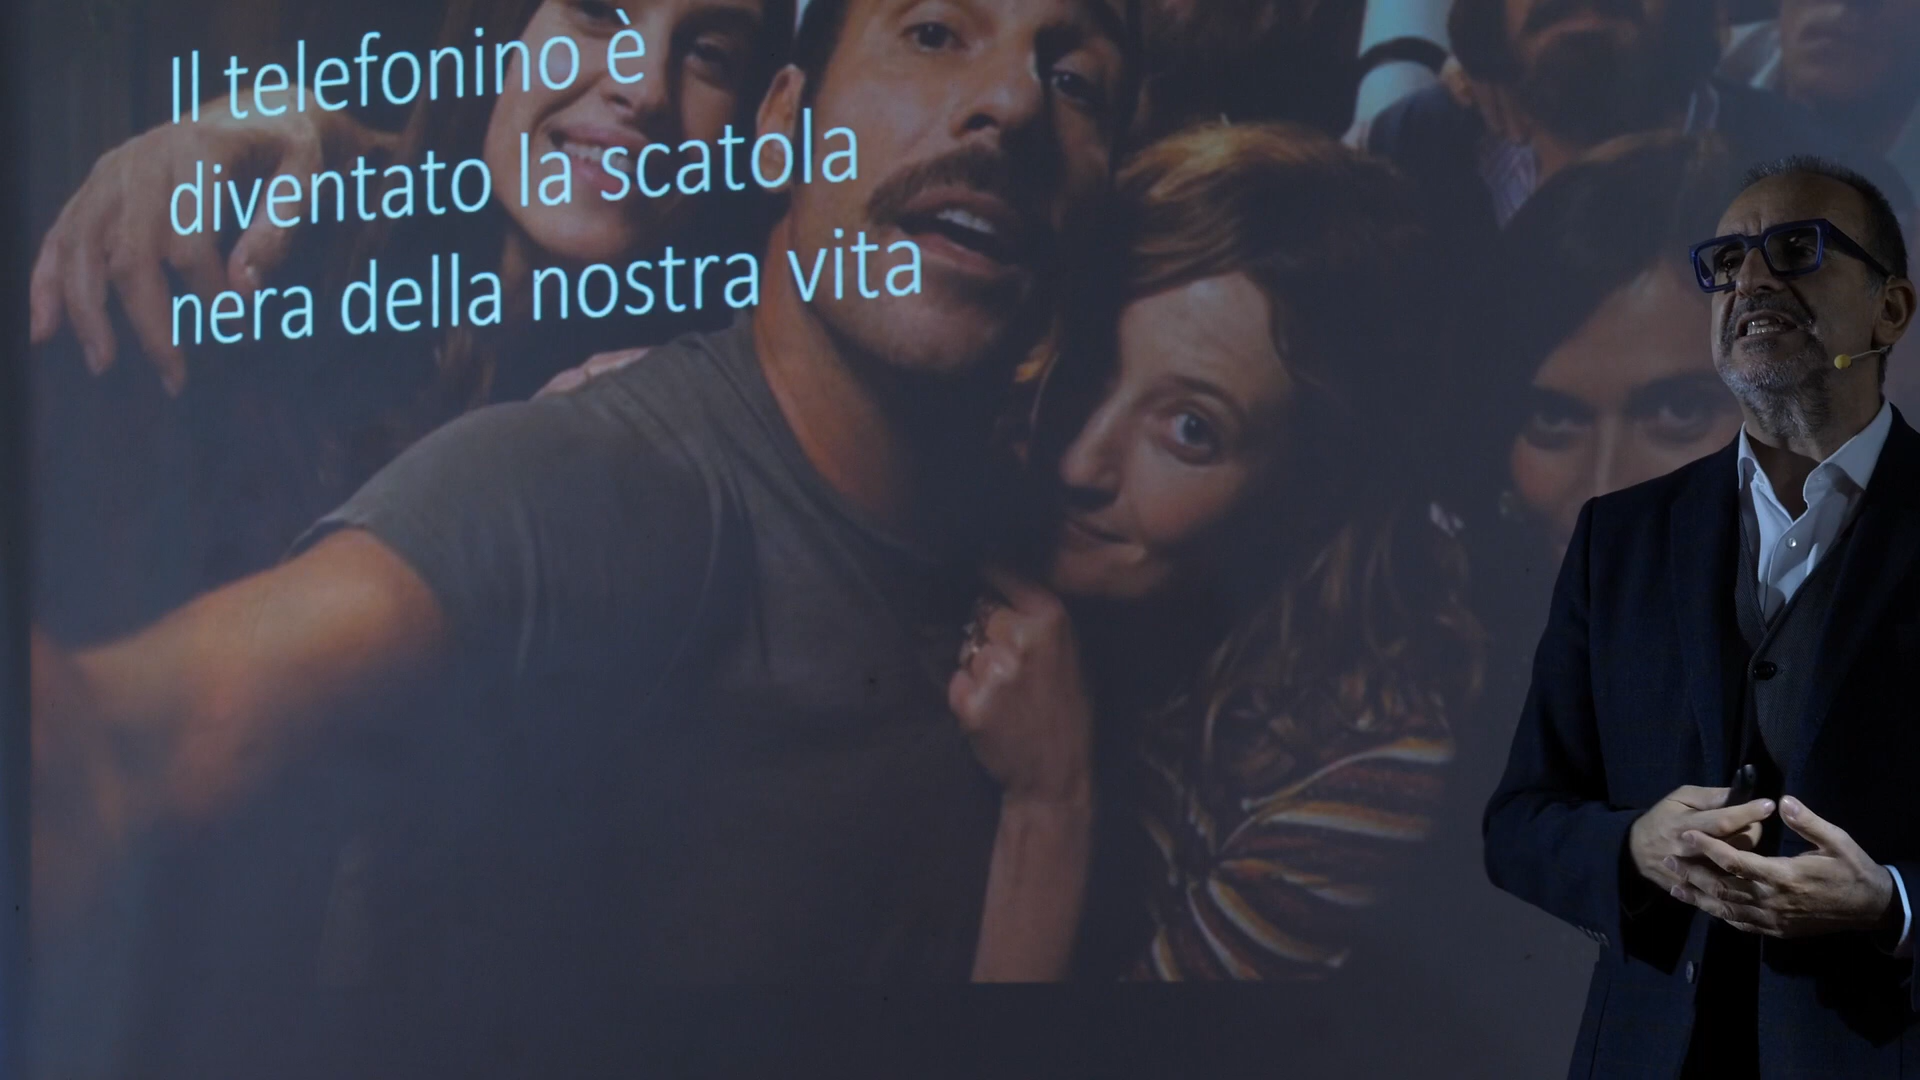 Il telefonino è
diventato la scatola
nera della nostra vita